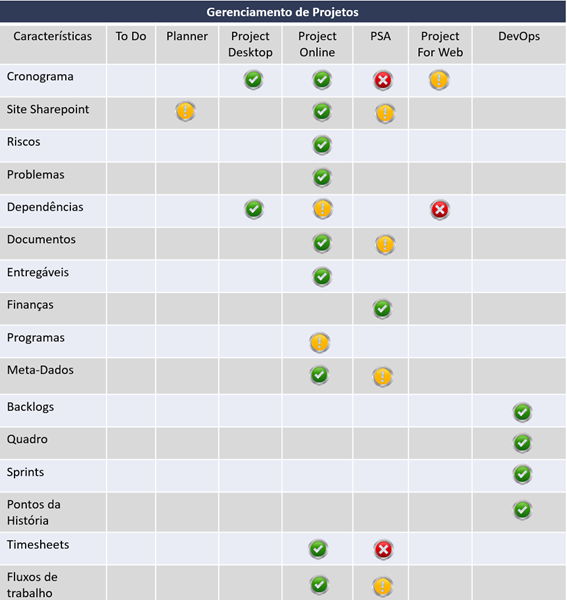 Gerenciamento de Projetos
Características To Do Planner Project Desktop Project Online PSA Project For Web DevOps
Cronograma
Site Sharepoint
Riscos
Problemas
Dependências
Documentos
Entregáveis
Finanças
Programas
Meta-Dados
Backlogs
Quadro
Sprints
Pontos da
História
Timesheets
Fluxos de
trabalho